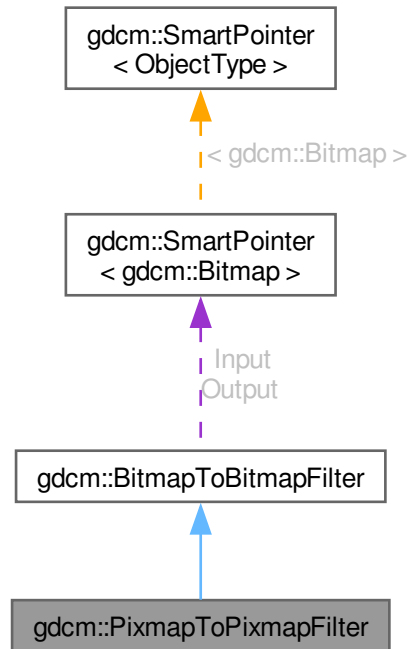 gdcm::SmartPointer
< ObjectType >
< gdcm::Bitmap >
gdcm::SmartPointer
< gdcm::Bitmap >
Input
Output
gdcm::BitmapToBitmapFilter
gdcm::PixmapToPixmapFilter